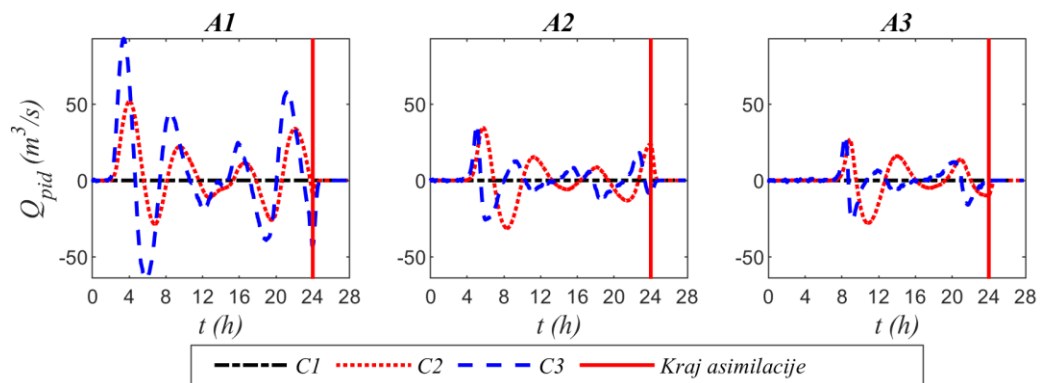 A1 A2 A3
Q_pid (m^3/s)
50 50 50
0 0 0
-50 -50 -50
0 4 8 12 16 20 24 28 0 4 8 12 16 20 24 28 0 4 8 12 16 20 24 28
t (h) t (h) t (h)
C1 C2 C3 Kraj asimilacije